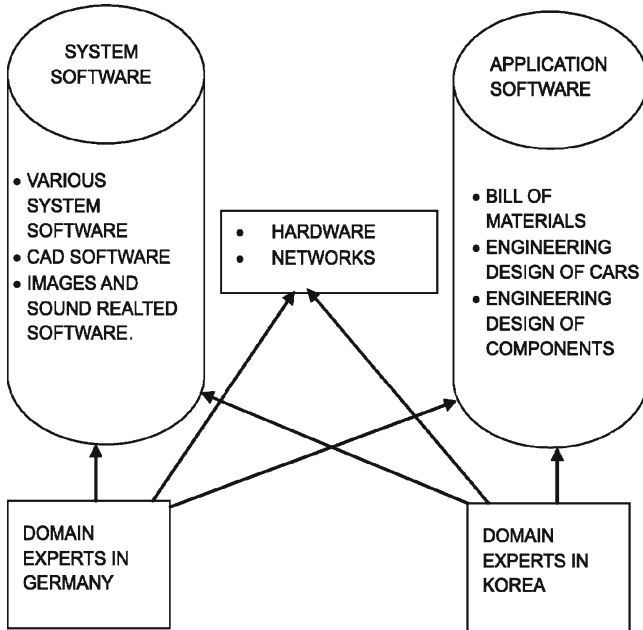 SYSTEM
SOFTWARE
• VARIOUS
SYSTEM
SOFTWARE
• CAD SOFTWARE
• IMAGES AND
SOUND REALTED
SOFTWARE.
• HARDWARE
• NETWORKS
APPLICATION
SOFTWARE
• BILL OF
MATERIALS
• ENGINEERING
DESIGN OF CARS
• ENGINEERING
DESIGN OF
COMPONENTS
DOMAIN
EXPERTS IN
GERMANY
DOMAIN
EXPERTS IN
KOREA